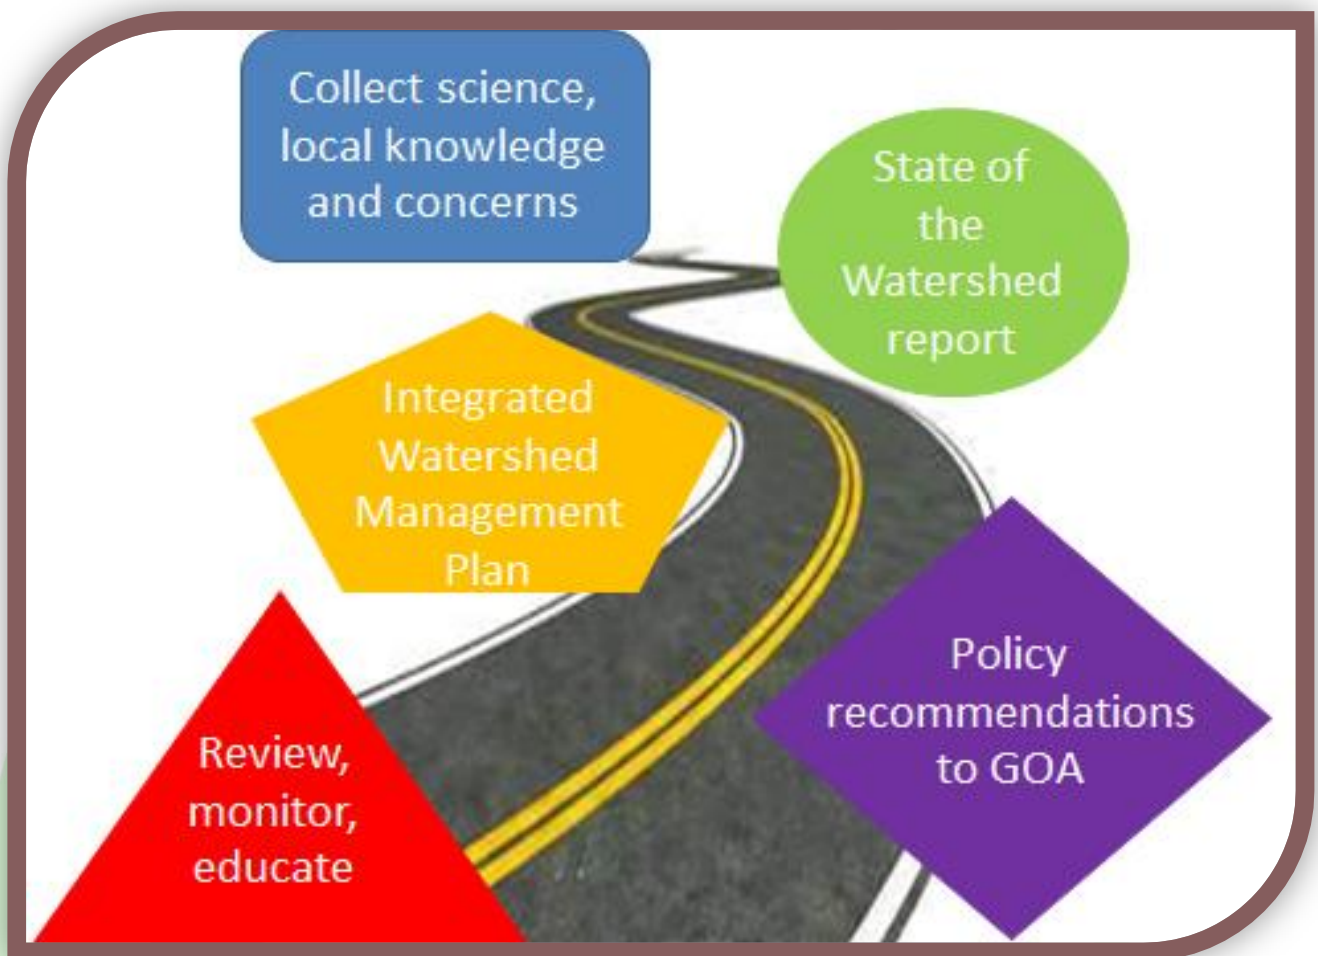 Collect science,
local knowledge
and concerns
State of
the
Watershed
report
Integrated
Watershed
Management
Plan
Policy
recommendations
to GOA
Review,
monitor,
educate